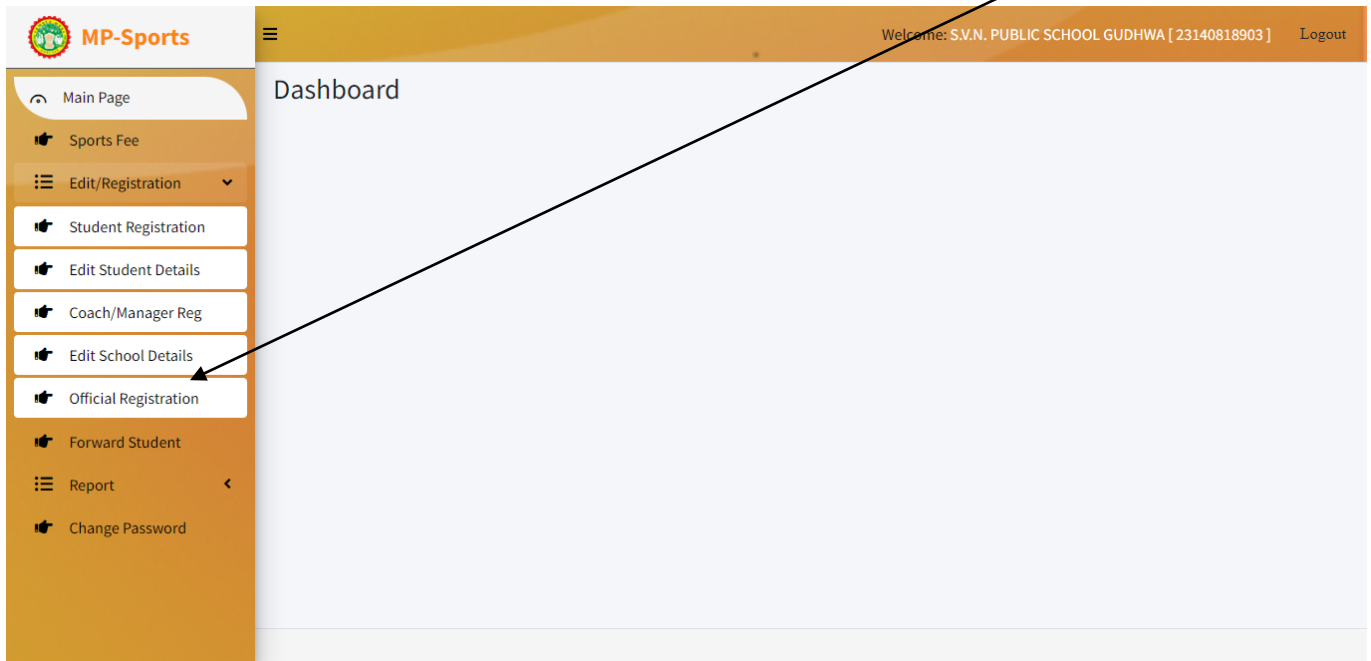 MP-Sports
Welcome: S.V.N. PUBLIC SCHOOL GUDHWA [ 23140818903 ] Logout
Main Page
Dashboard
Sports Fee
Edit/Registration
Student Registration
Edit Student Details
Coach/Manager Reg
Edit School Details
Official Registration
Forward Student
Report
Change Password